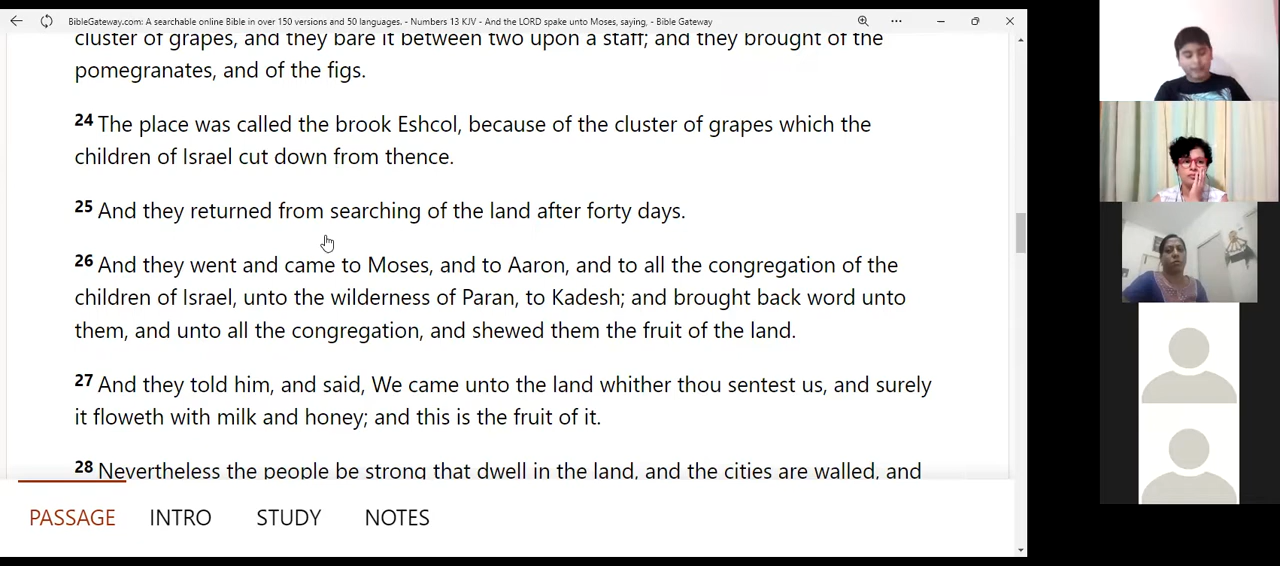 BibleGateway.com: A searchable online Bible in over 150 versions and 50 languages. - Numbers 13 KJV - And the LORD spake unto Moses, saying, - Bible Gateway
cluster of grapes, and they bare it between two upon a staff; and they brought of the
pomegranates, and of the figs.
24 The place was called the brook Eshcol, because of the cluster of grapes which the
children of Israel cut down from thence.
25 And they returned from searching of the land after forty days.
26 And they went and came to Moses, and to Aaron, and to all the congregation of the
children of Israel, unto the wilderness of Paran, to Kadesh; and brought back word unto
them, and unto all the congregation, and shewed them the fruit of the land.
27 And they told him, and said, We came unto the land whither thou sentest us, and surely
it floweth with milk and honey; and this is the fruit of it.
28 Nevertheless the people be strong that dwell in the land, and the cities are walled, and
PASSAGE INTRO STUDY NOTES